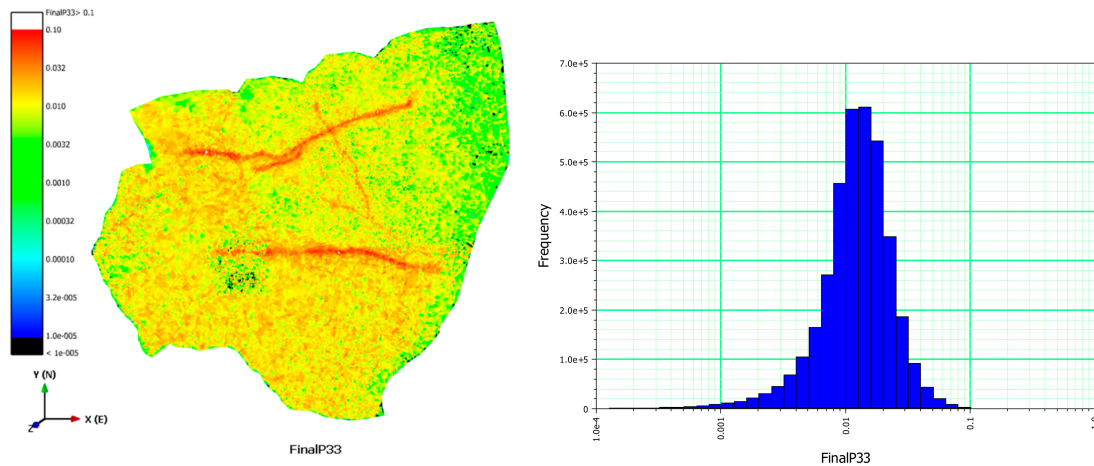 FinalP33> 0.1
0.10
0.032
0.010
0.0032
0.0010
0.00032
0.00010
3.2e-005
1.0e-005
< 1e-005
Y (N)
X (E)
Z
FinalP33
7.0e+5
6.0e+5
5.0e+5
4.0e+5
3.0e+5
2.0e+5
1.0e+5
0
Frequency
1.0e-4
0.001
0.01
0.1
FinalP33